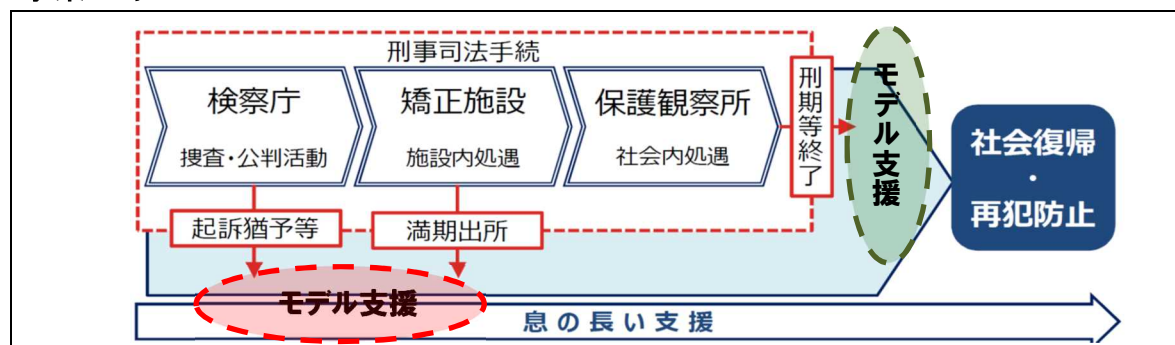 刑事司法手続
検察庁
捜査・公判活動
矯正施設
施設内処遇
保護観察所
社会内処遇
刑期等終了
モデル支援
社会復帰
・
再犯防止
起訴猶予等
満期出所
モデル支援
息の長い支援